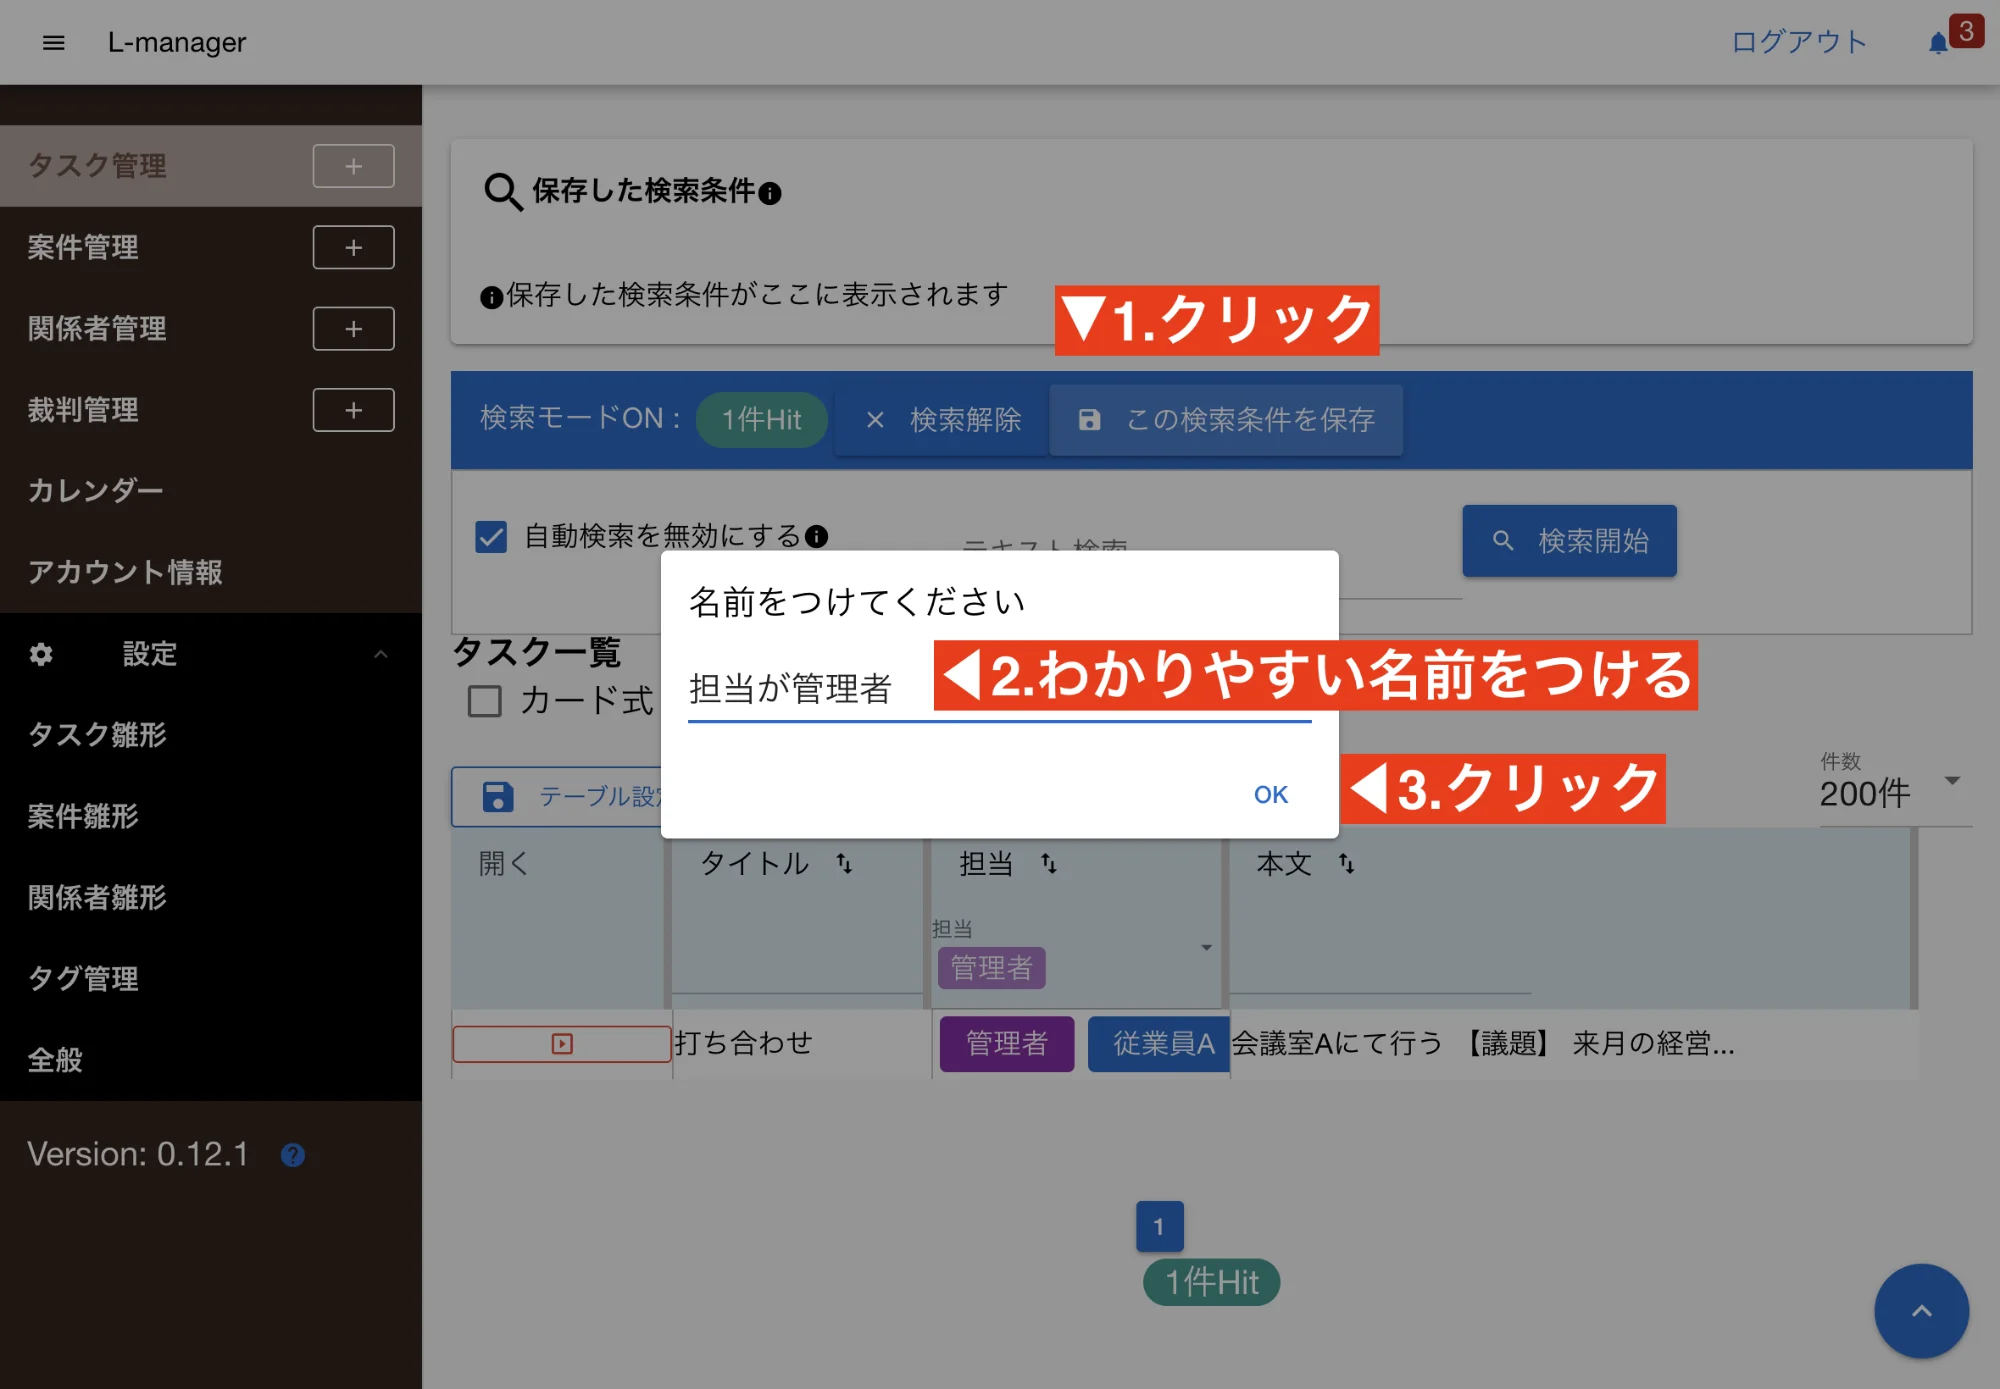 L-manager
ログアウト
3
タスク管理
+
案件管理
+
関係者管理
+
裁判管理
+
カレンダー
アカウント情報
設定
タスク雛形
案件雛形
関係者雛形
タグ管理
全般
Version: 0.12.1
保存した検索条件
保存した検索条件がここに表示されます
▼1.クリック
検索モードON : 1件Hit × 検索解除 この検索条件を保存
自動検索を無効にする
テキスト検索
検索開始
名前をつけてください
担当が管理者
◀2.わかりやすい名前をつける
OK
◀3.クリック
タスク一覧
カード式
テーブル設定
件数
200件
開く タイトル 担当 本文
担当
管理者
打ち合わせ 管理者 従業員A 会議室Aにて行う 【議題】 来月の経営...
1
1件Hit